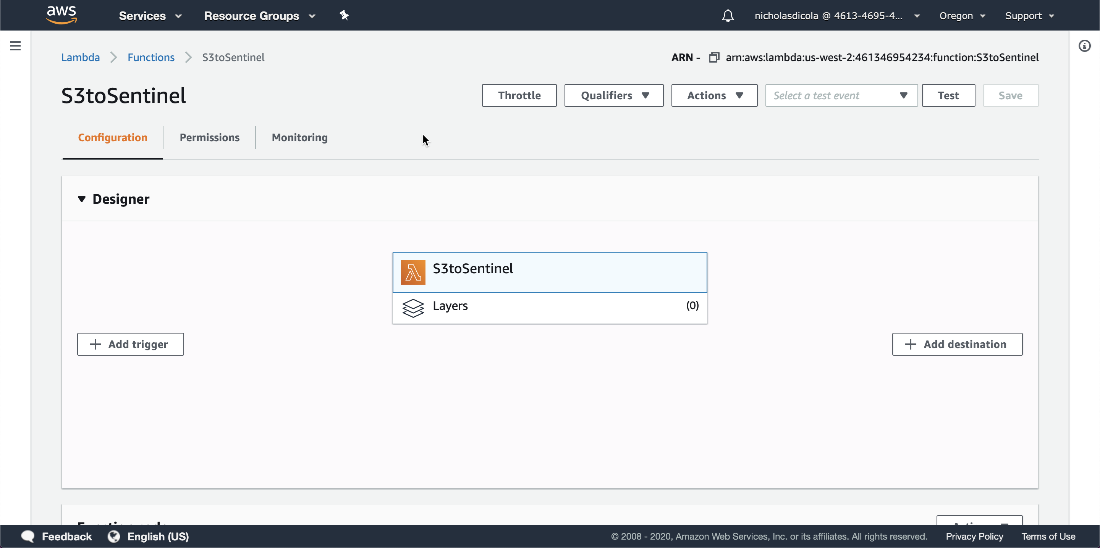 aws Services Resource Groups nicholasdicola @ 4613-4695-4... Oregon Support
Lambda Functions S3toSentinel ARN - arn:aws:lambda:us-west-2:461346954234:function:S3toSentinel
S3toSentinel Throttle Qualifiers Actions Select a test event Test Save
Configuration Permissions Monitoring
Designer
S3toSentinel
Layers (0)
+ Add trigger + Add destination
Feedback English (US) © 2008 - 2020, Amazon Web Services, Inc. or its affiliates. All rights reserved. Privacy Policy Terms of Use